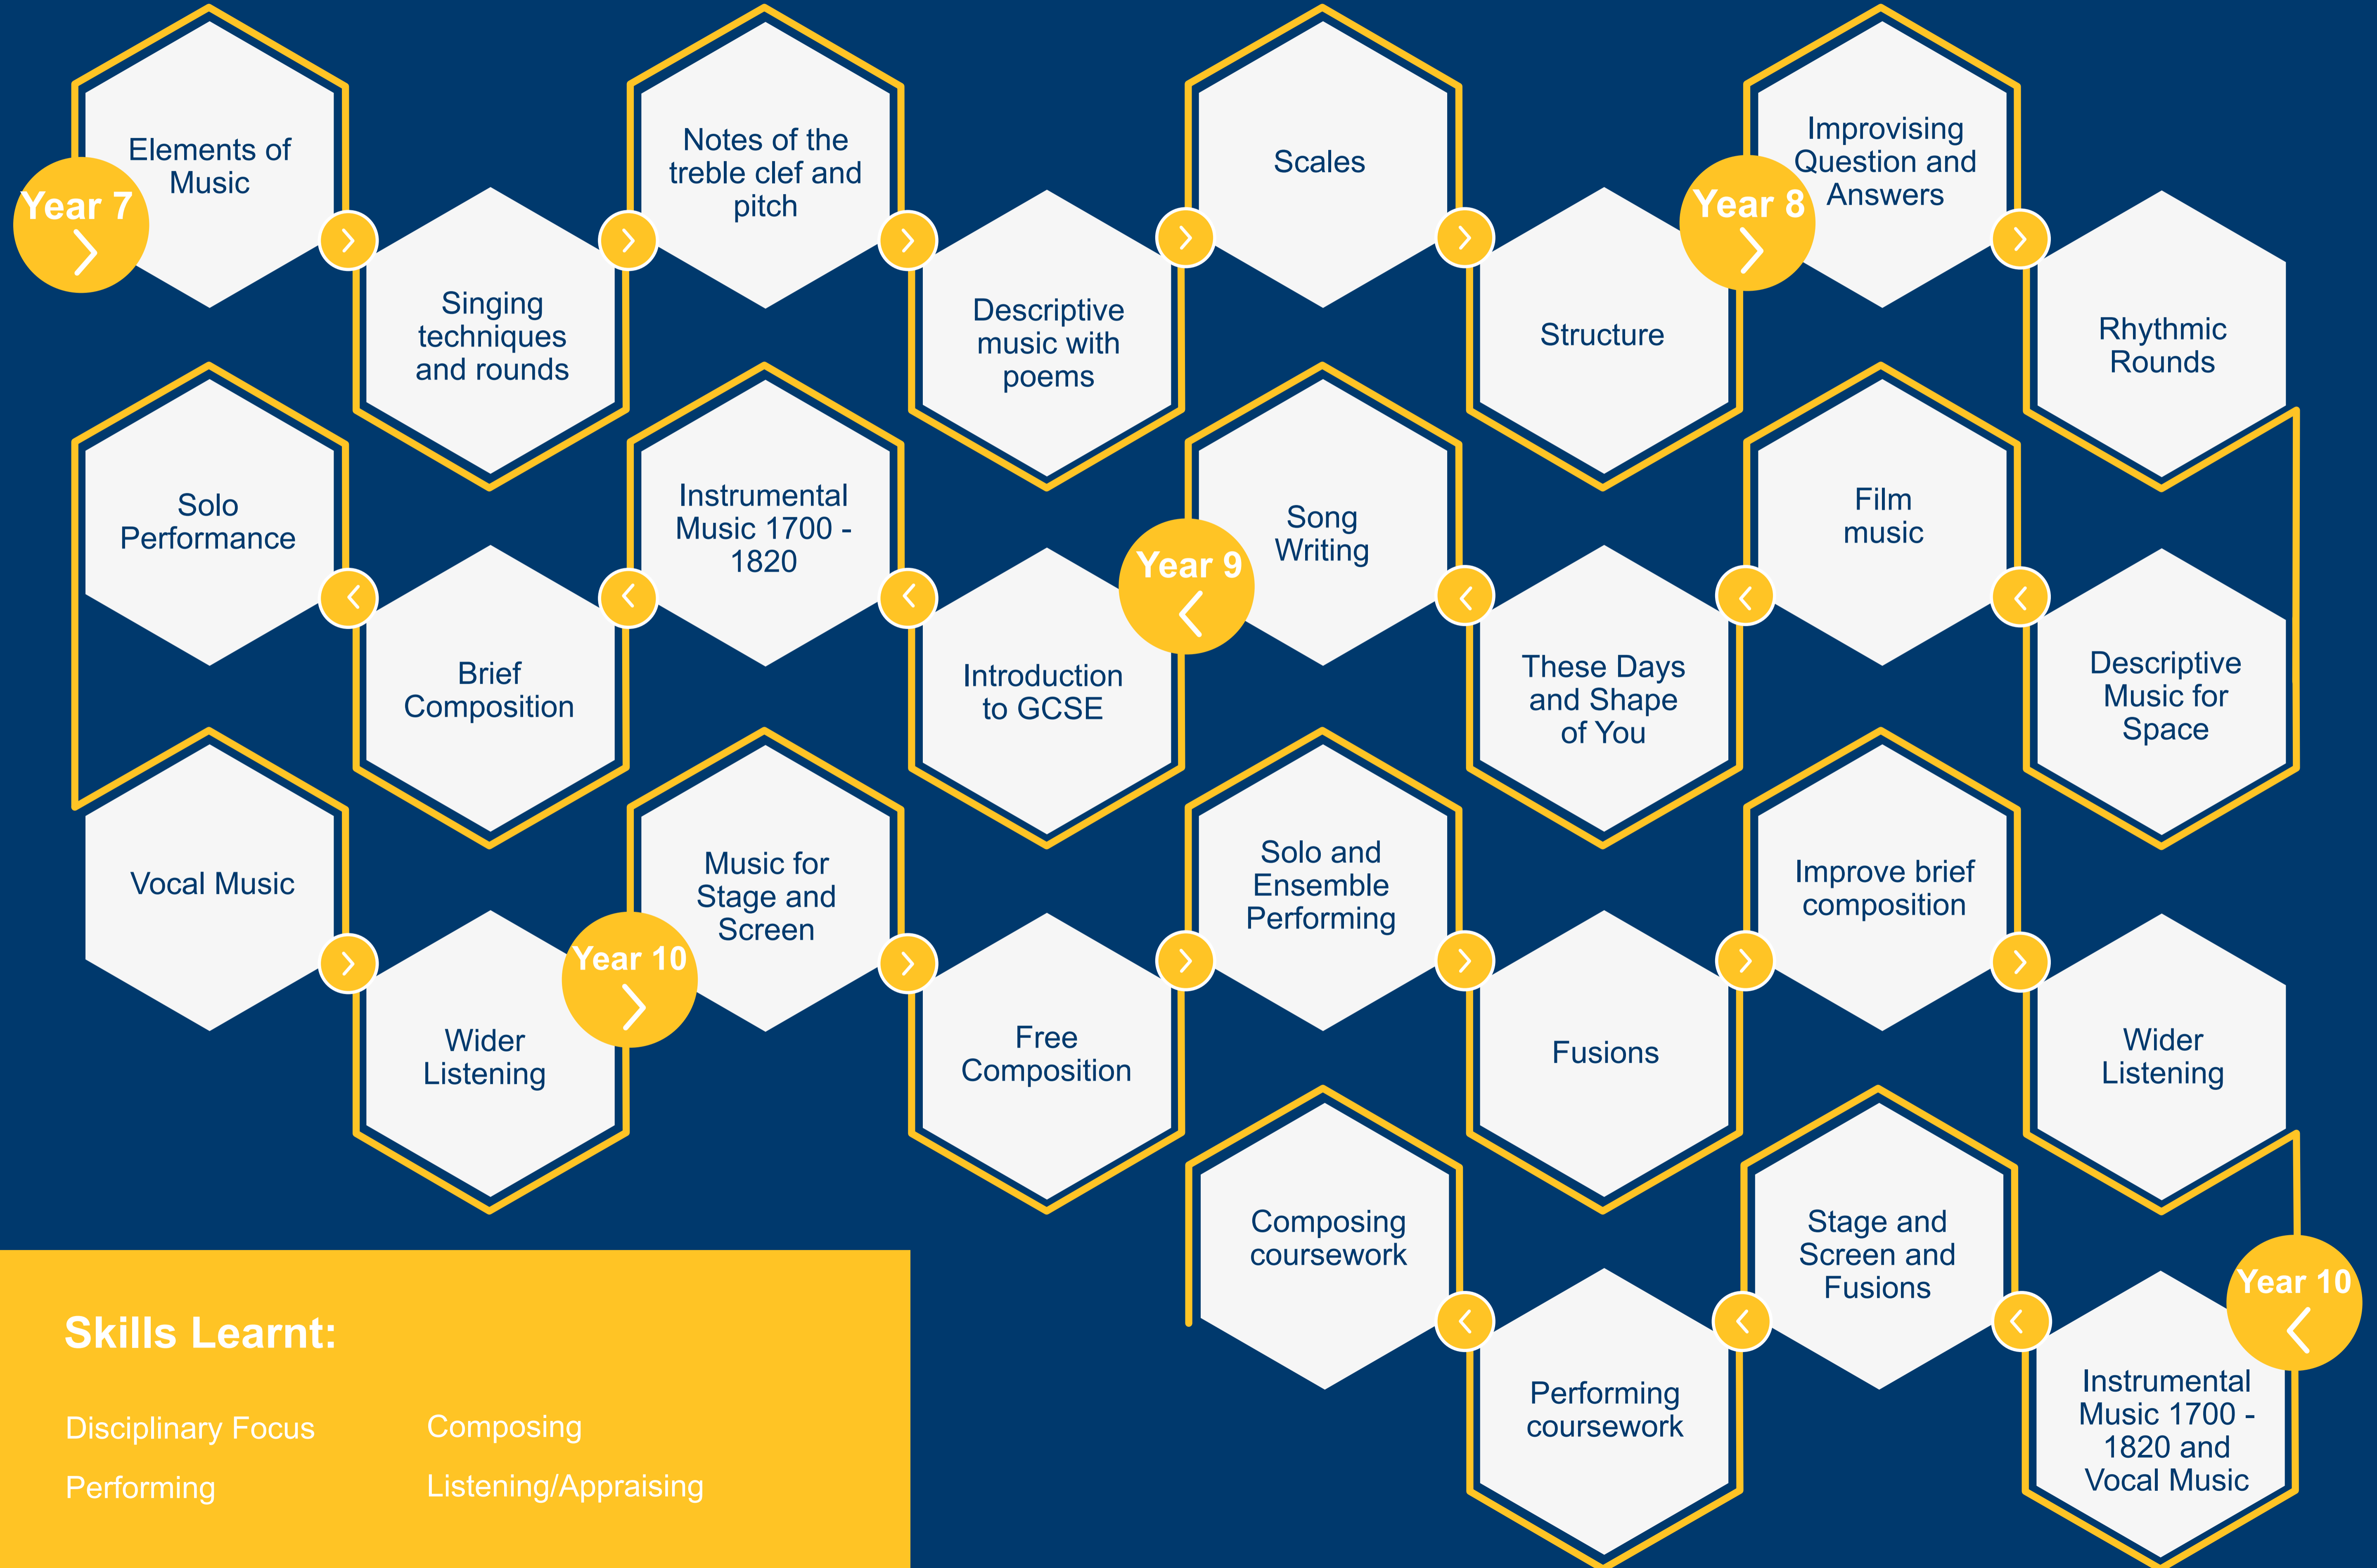 Year 7
Elements of
Music
Singing
techniques
and rounds
Notes of the
treble clef and
pitch
Descriptive
music with
poems
Scales
Structure
Year 8
Improvising
Question and
Answers
Rhythmic
Rounds
Descriptive
Music for
Space
Film
music
These Days
and Shape
of You
Song
Writing
Year 9
Introduction
to GCSE
Instrumental
Music 1700 -
1820
Brief
Composition
Solo
Performance
Vocal Music
Wider
Listening
Year 10
Music for
Stage and
Screen
Free
Composition
Solo and
Ensemble
Performing
Fusions
Improve brief
composition
Wider
Listening
Year 10
Instrumental
Music 1700 -
1820 and
Vocal Music
Stage and
Screen and
Fusions
Performing
coursework
Composing
coursework
Skills Learnt:
Disciplinary Focus
Performing
Composing
Listening/Appraising